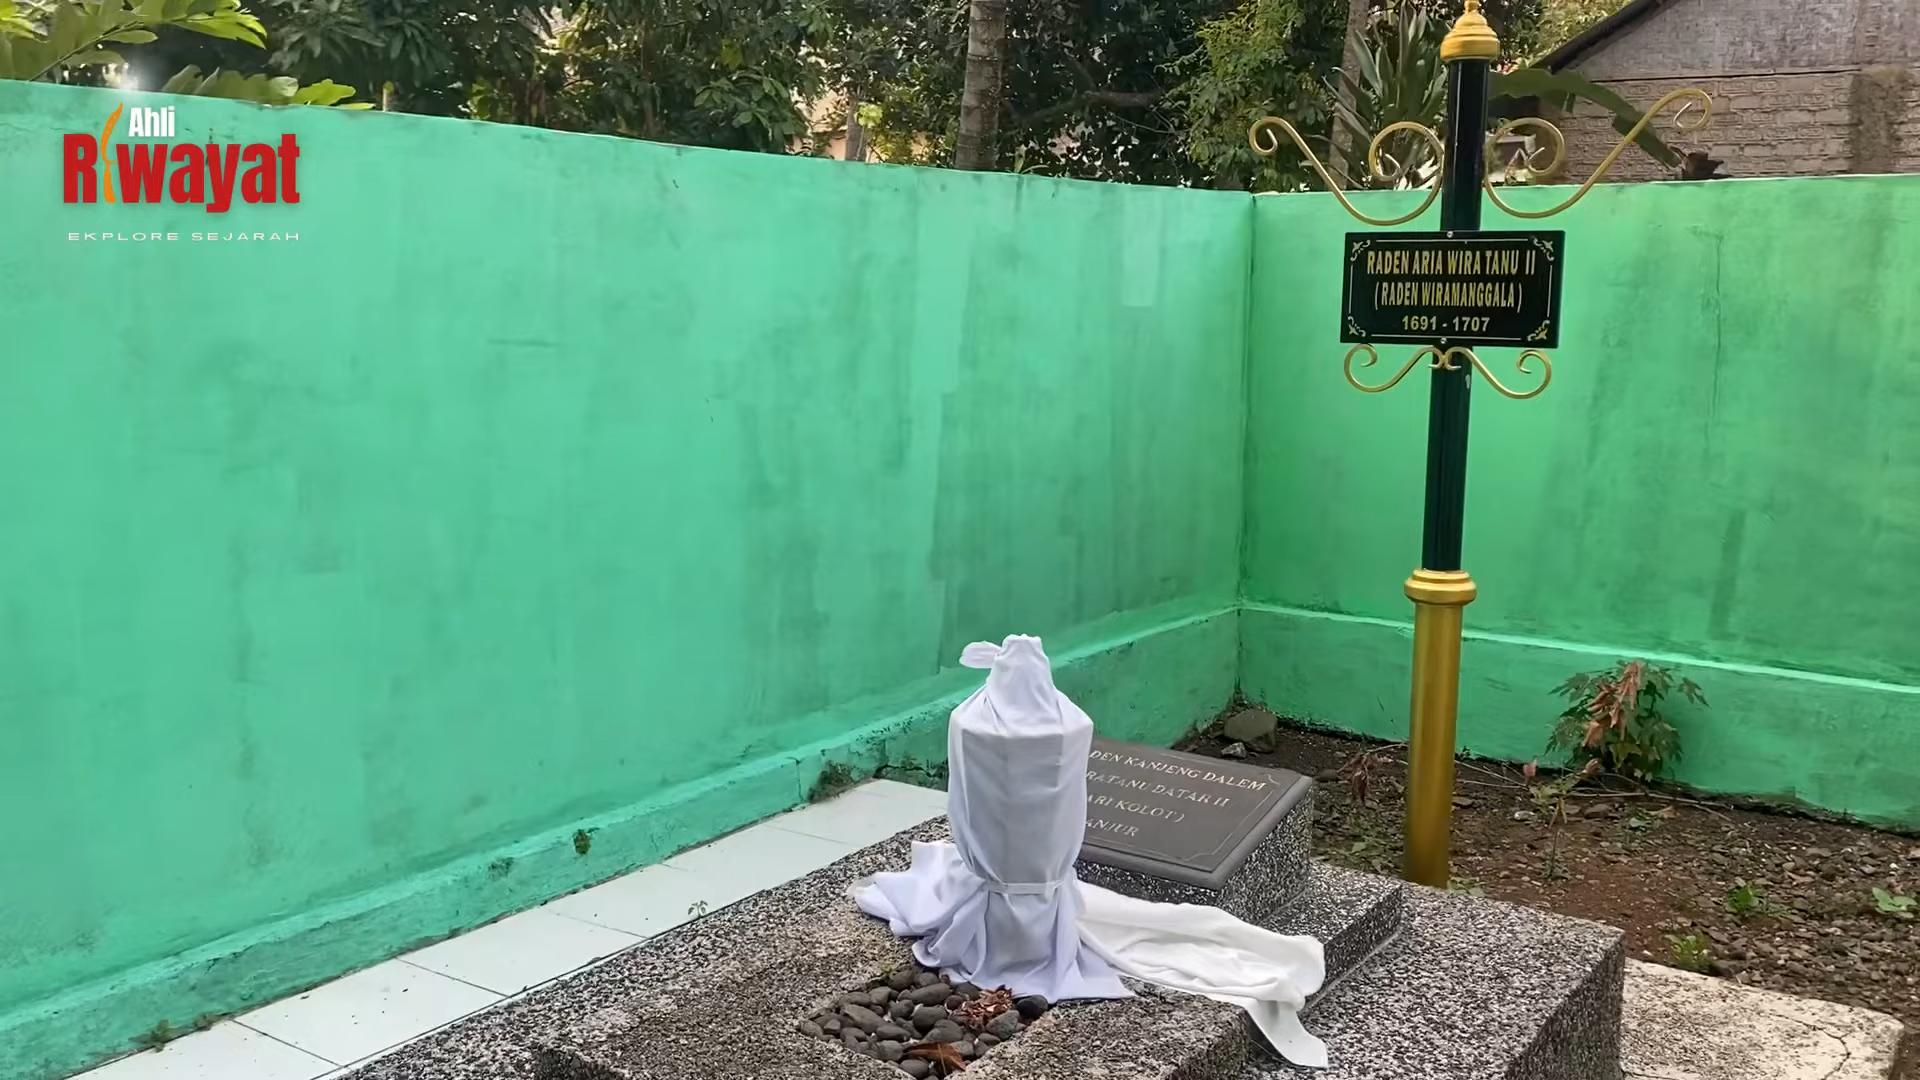 Ahli
Riwayat
EKPLORE SEJARAH
RADEN ARIA WIRA TANU II
(RADEN WIRAMANGGALA)
1691 - 1707
KANJENG DALEM
DATAR II
KOLOT)